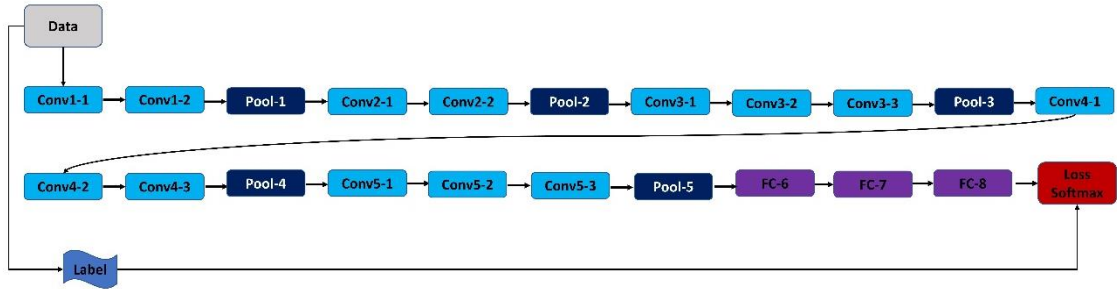 Data
Conv1-1
Conv1-2
Pool-1
Conv2-1
Conv2-2
Pool-2
Conv3-1
Conv3-2
Conv3-3
Pool-3
Conv4-1
Conv4-2
Conv4-3
Pool-4
Conv5-1
Conv5-2
Conv5-3
Pool-5
FC-6
FC-7
FC-8
Loss
Softmax
Label